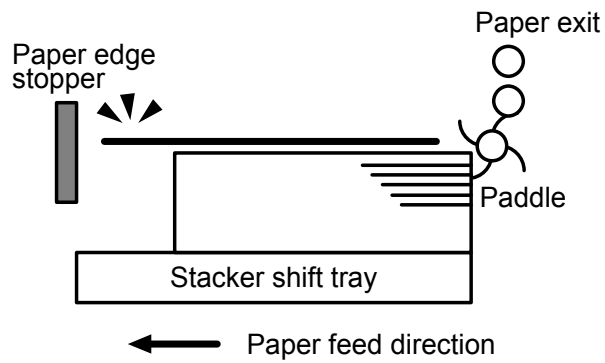 Paper exit
Paper edge
stopper
Paddle
Stacker shift tray
Paper feed direction